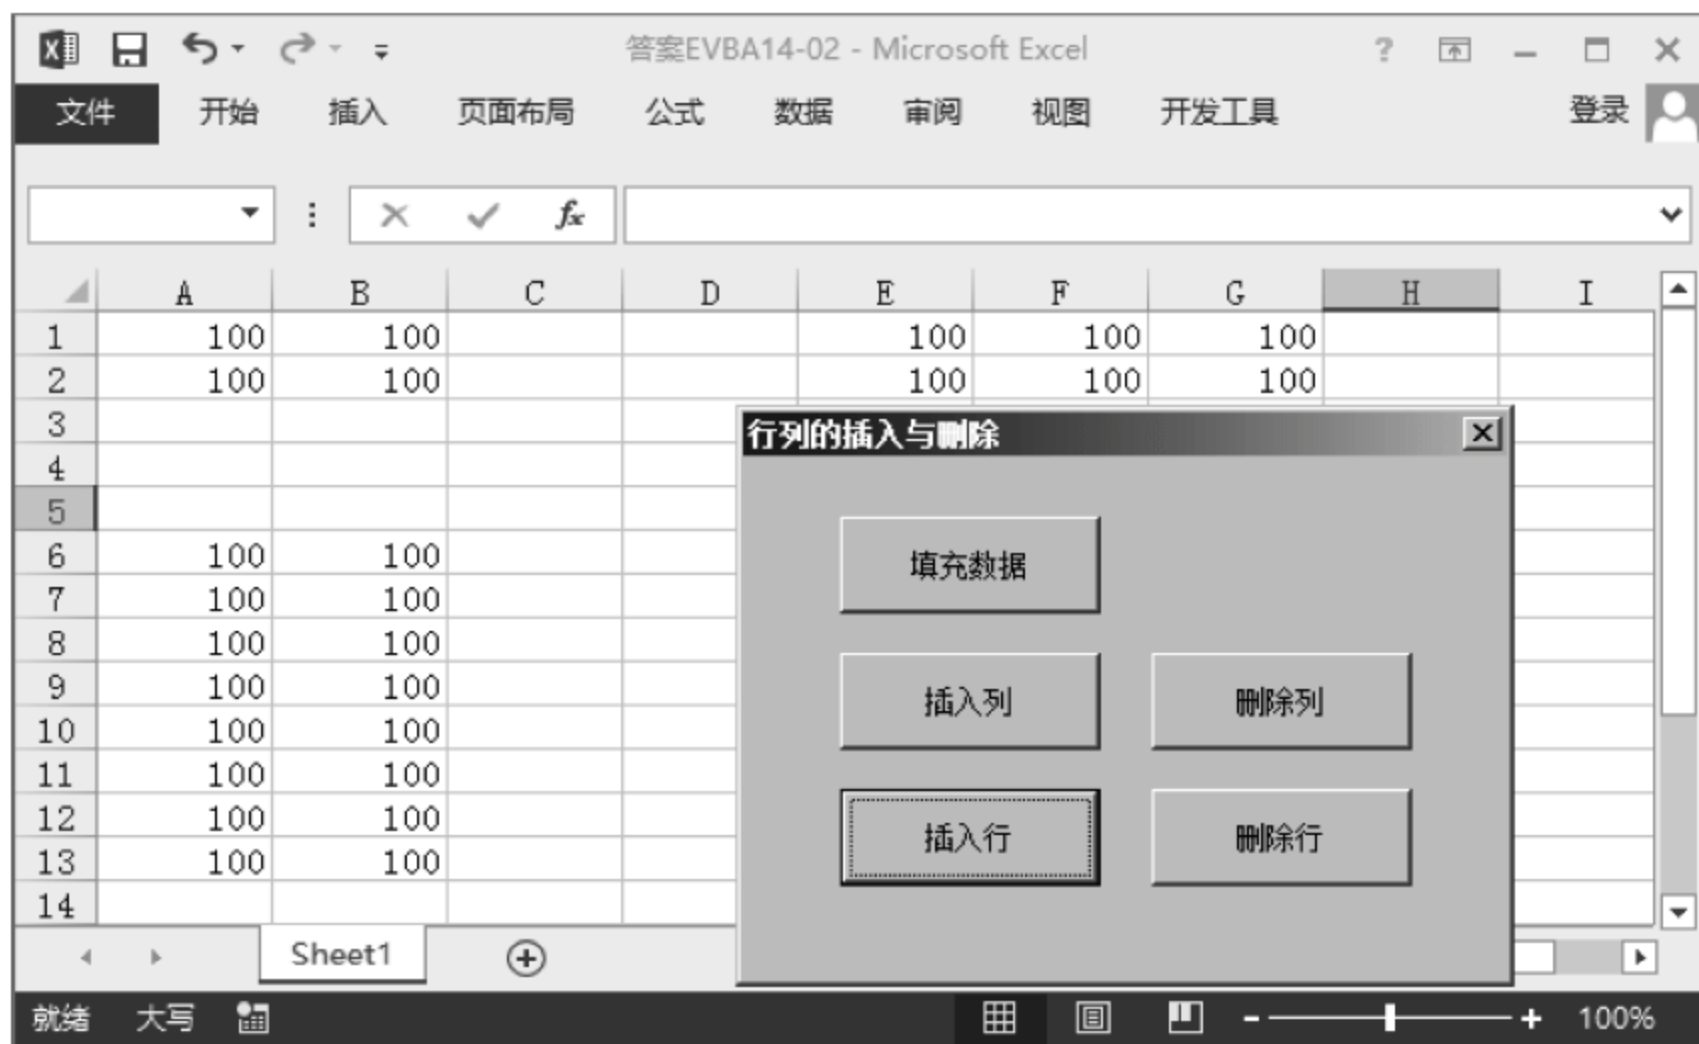 答案EVBA14-02 - Microsoft Excel
?
文件 开始 插入 页面布局 公式 数据 审阅 视图 开发工具 登录
fx
A B C D E F G H I
1 100 100 100 100 100
2 100 100 100 100 100
3
4
5
6 100 100
7 100 100
8 100 100
9 100 100
10 100 100
11 100 100
12 100 100
13 100 100
14
行列的插入与删除
填充数据
插入列 删除列
插入行 删除行
Sheet1
就绪 大写 100%